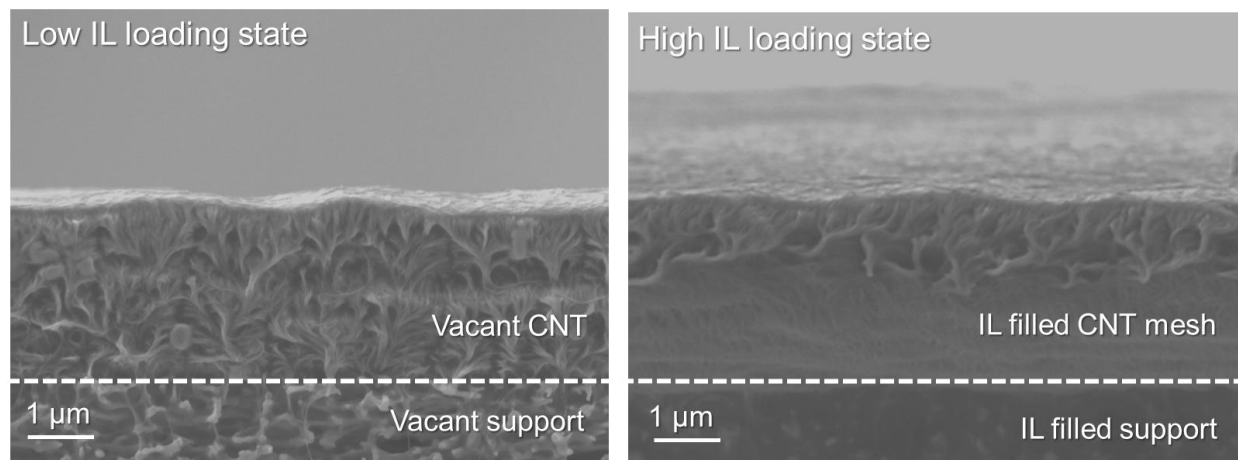 Low IL loading state
Vacant CNT
1 μm
Vacant support
High IL loading state
IL filled CNT mesh
1 μm
IL filled support